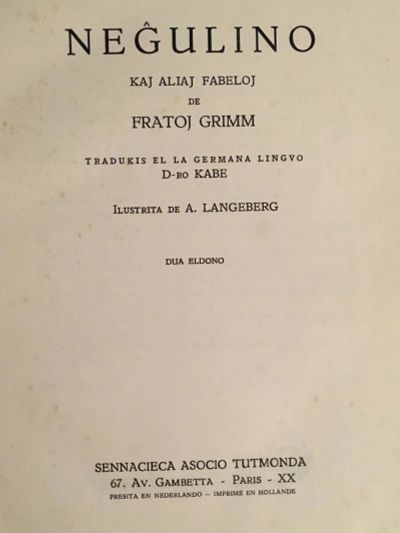 NEĜULINO
KAJ ALIAJ FABELOJ
DE
FRATOJ GRIMM
TRADUKIS EL LA GERMANA LINGVO
D-RO KABE
ILUSTRITA DE A. LANGEBERG
DUA ELDONO
SENNACIECA ASOCIO TUTMONDA
67. AV. GAMBETTA - PARIS - XX
PRESITA EN NEDERLANDO — IMPRIMÉ EN HOLLANDE